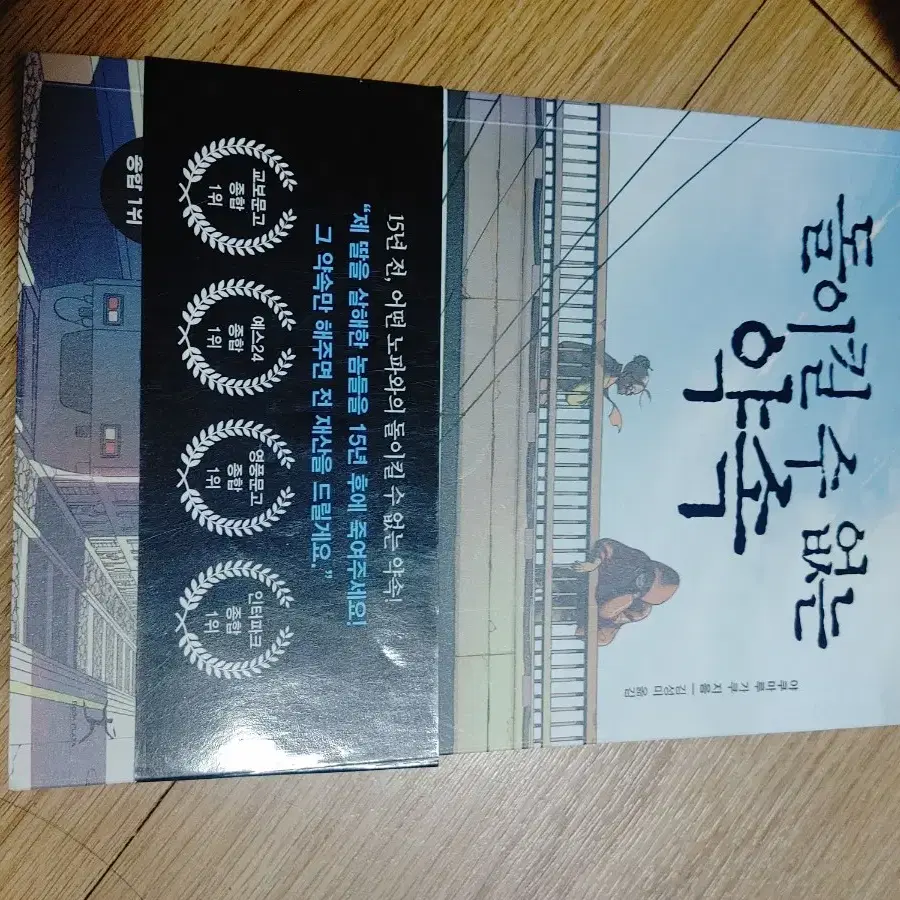 돌이킬 수 없는
약속
야쿠마루 가쿠 지음 | 김성미 옮김
15년 전, 어떤 노파와의 돌이킬 수 없는 약속!
“제 딸을 살해한 놈들을 15년 후에 죽여주세요!
그 약속만 해주면 전 재산을 드릴게요.”
교보문고
종합
1위
예스24
종합
1위
영풍문고
종합
1위
인터파크
종합
1위
종합 1위